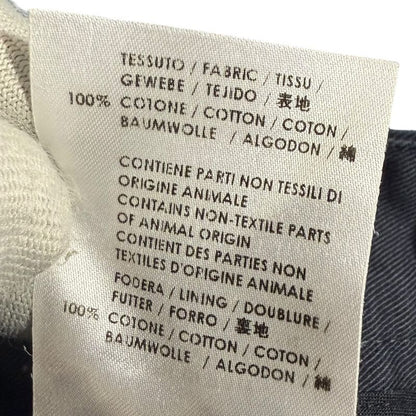 TESSUTO / FABRIC / TISSU /
GEWEBE / TEJIDO / 表地
100% COTONE / COTTON / COTON /
BAUMWOLLE / ALGODON / 綿
CONTIENE PARTI NON TESSILI DI
ORIGINE ANIMALE
CONTAINS NON-TEXTILE PARTS
OF ANIMAL ORIGIN
CONTIENT DES PARTIES NON
TEXTILES D'ORIGINE ANIMALE
FODERA / LINING / DOUBLURE /
FUTTER / FORRO / 裏地
100% COTONE / COTTON / COTON /
BAUMWOLLE / ALGODON / 綿